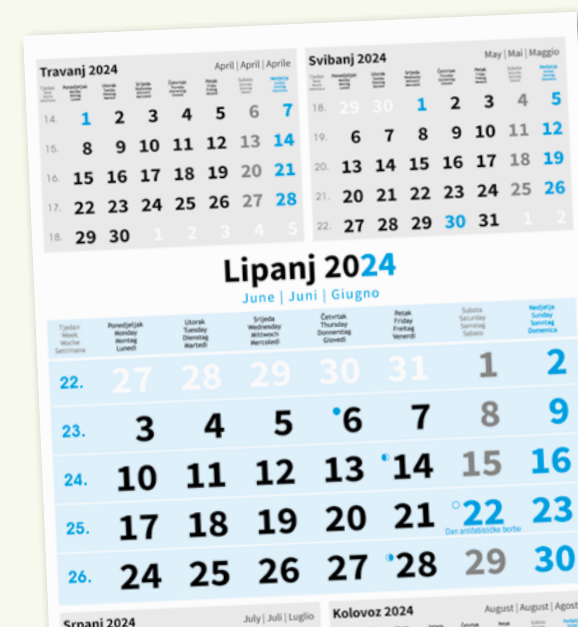 Travanj 2024
April | April | Aprile
14. 1 2 3 4 5 6 7
15. 8 9 10 11 12 13 14
16. 15 16 17 18 19 20 21
17. 22 23 24 25 26 27 28
18. 29 30 1 2 3 4 5
Svibanj 2024
May | Mai | Maggio
18. 29 30 1 2 3 4 5
19. 6 7 8 9 10 11 12
20. 13 14 15 16 17 18 19
21. 20 21 22 23 24 25 26
22. 27 28 29 30 31 1 2
Lipanj 2024
June | Juni | Giugno
Tjedan Ponedjeljak Utorak Srijeda Četvrtak Petak Subota Nedjelja
Week Monday Tuesday Wednesday Thursday Friday Saturday Sunday
Woche Montag Dienstag Mittwoch Donnerstag Freitag Samstag Sonntag
Settimana Lunedì Martedì Mercoledì Giovedì Venerdì Sabato Domenica
22. 27 28 29 30 31 1 2
23. 3 4 5 6 7 8 9
24. 10 11 12 13 14 15 16
25. 17 18 19 20 21 22 23
Dan antifašističke borbe
26. 24 25 26 27 28 29 30
Srpanj 2024
July | Juli | Luglio
Kolovoz 2024
August | August | Agost